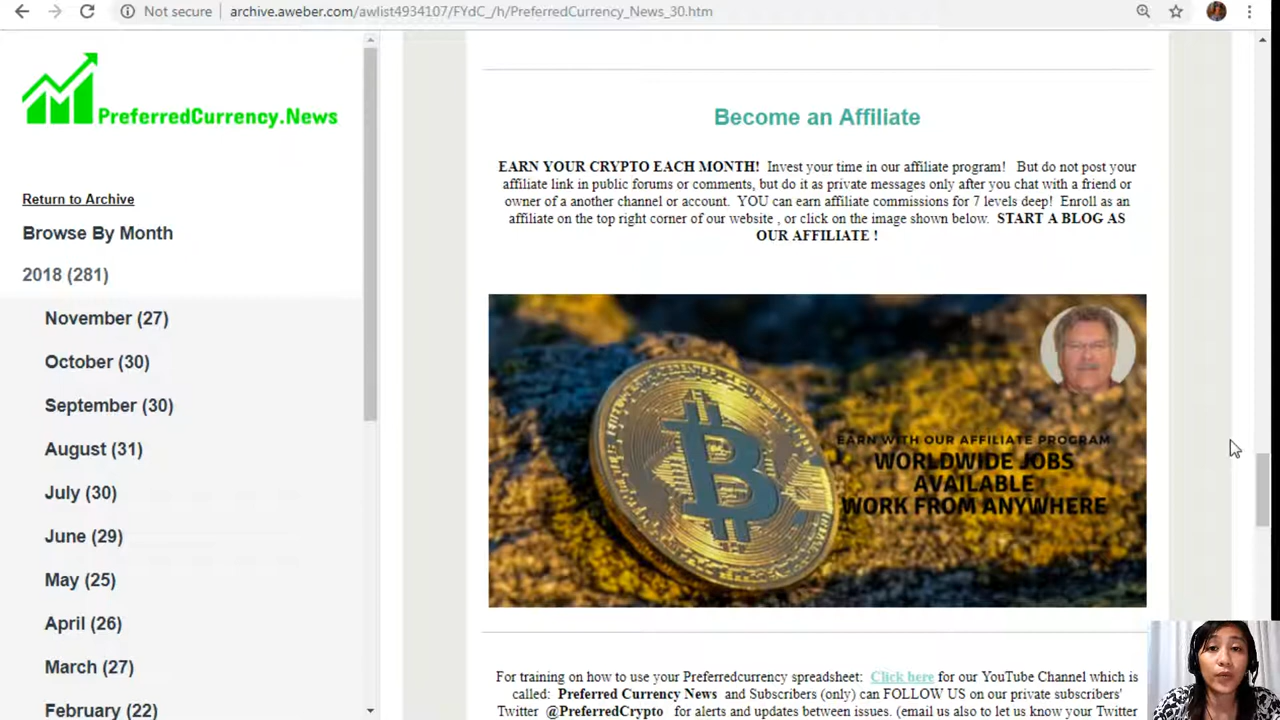 Not secure
archive.aweber.com/awlist4934107/FYdC_/h/PreferredCurrency_News_30.htm
PreferredCurrency.News
Return to Archive
Browse By Month
2018 (281)
November (27)
October (30)
September (30)
August (31)
July (30)
June (29)
May (25)
April (26)
March (27)
February (22)
Become an Affiliate
EARN YOUR CRYPTO EACH MONTH! Invest your time in our affiliate program! But do not post your
affiliate link in public forums or comments, but do it as private messages only after you chat with a friend or
owner of a another channel or account. YOU can earn affiliate commissions for 7 levels deep! Enroll as an
affiliate on the top right corner of our website , or click on the image shown below. START A BLOG AS
OUR AFFILIATE !
EARN WITH OUR AFFILIATE PROGRAM
WORLDWIDE JOBS
AVAILABLE
WORK FROM ANYWHERE
For training on how to use your Preferredcurrency spreadsheet: Click here for our YouTube Channel which is
called: Preferred Currency News and Subscribers (only) can FOLLOW US on our private subscribers'
Twitter @PreferredCrypto for alerts and updates between issues. (email us also to let us know your Twitter